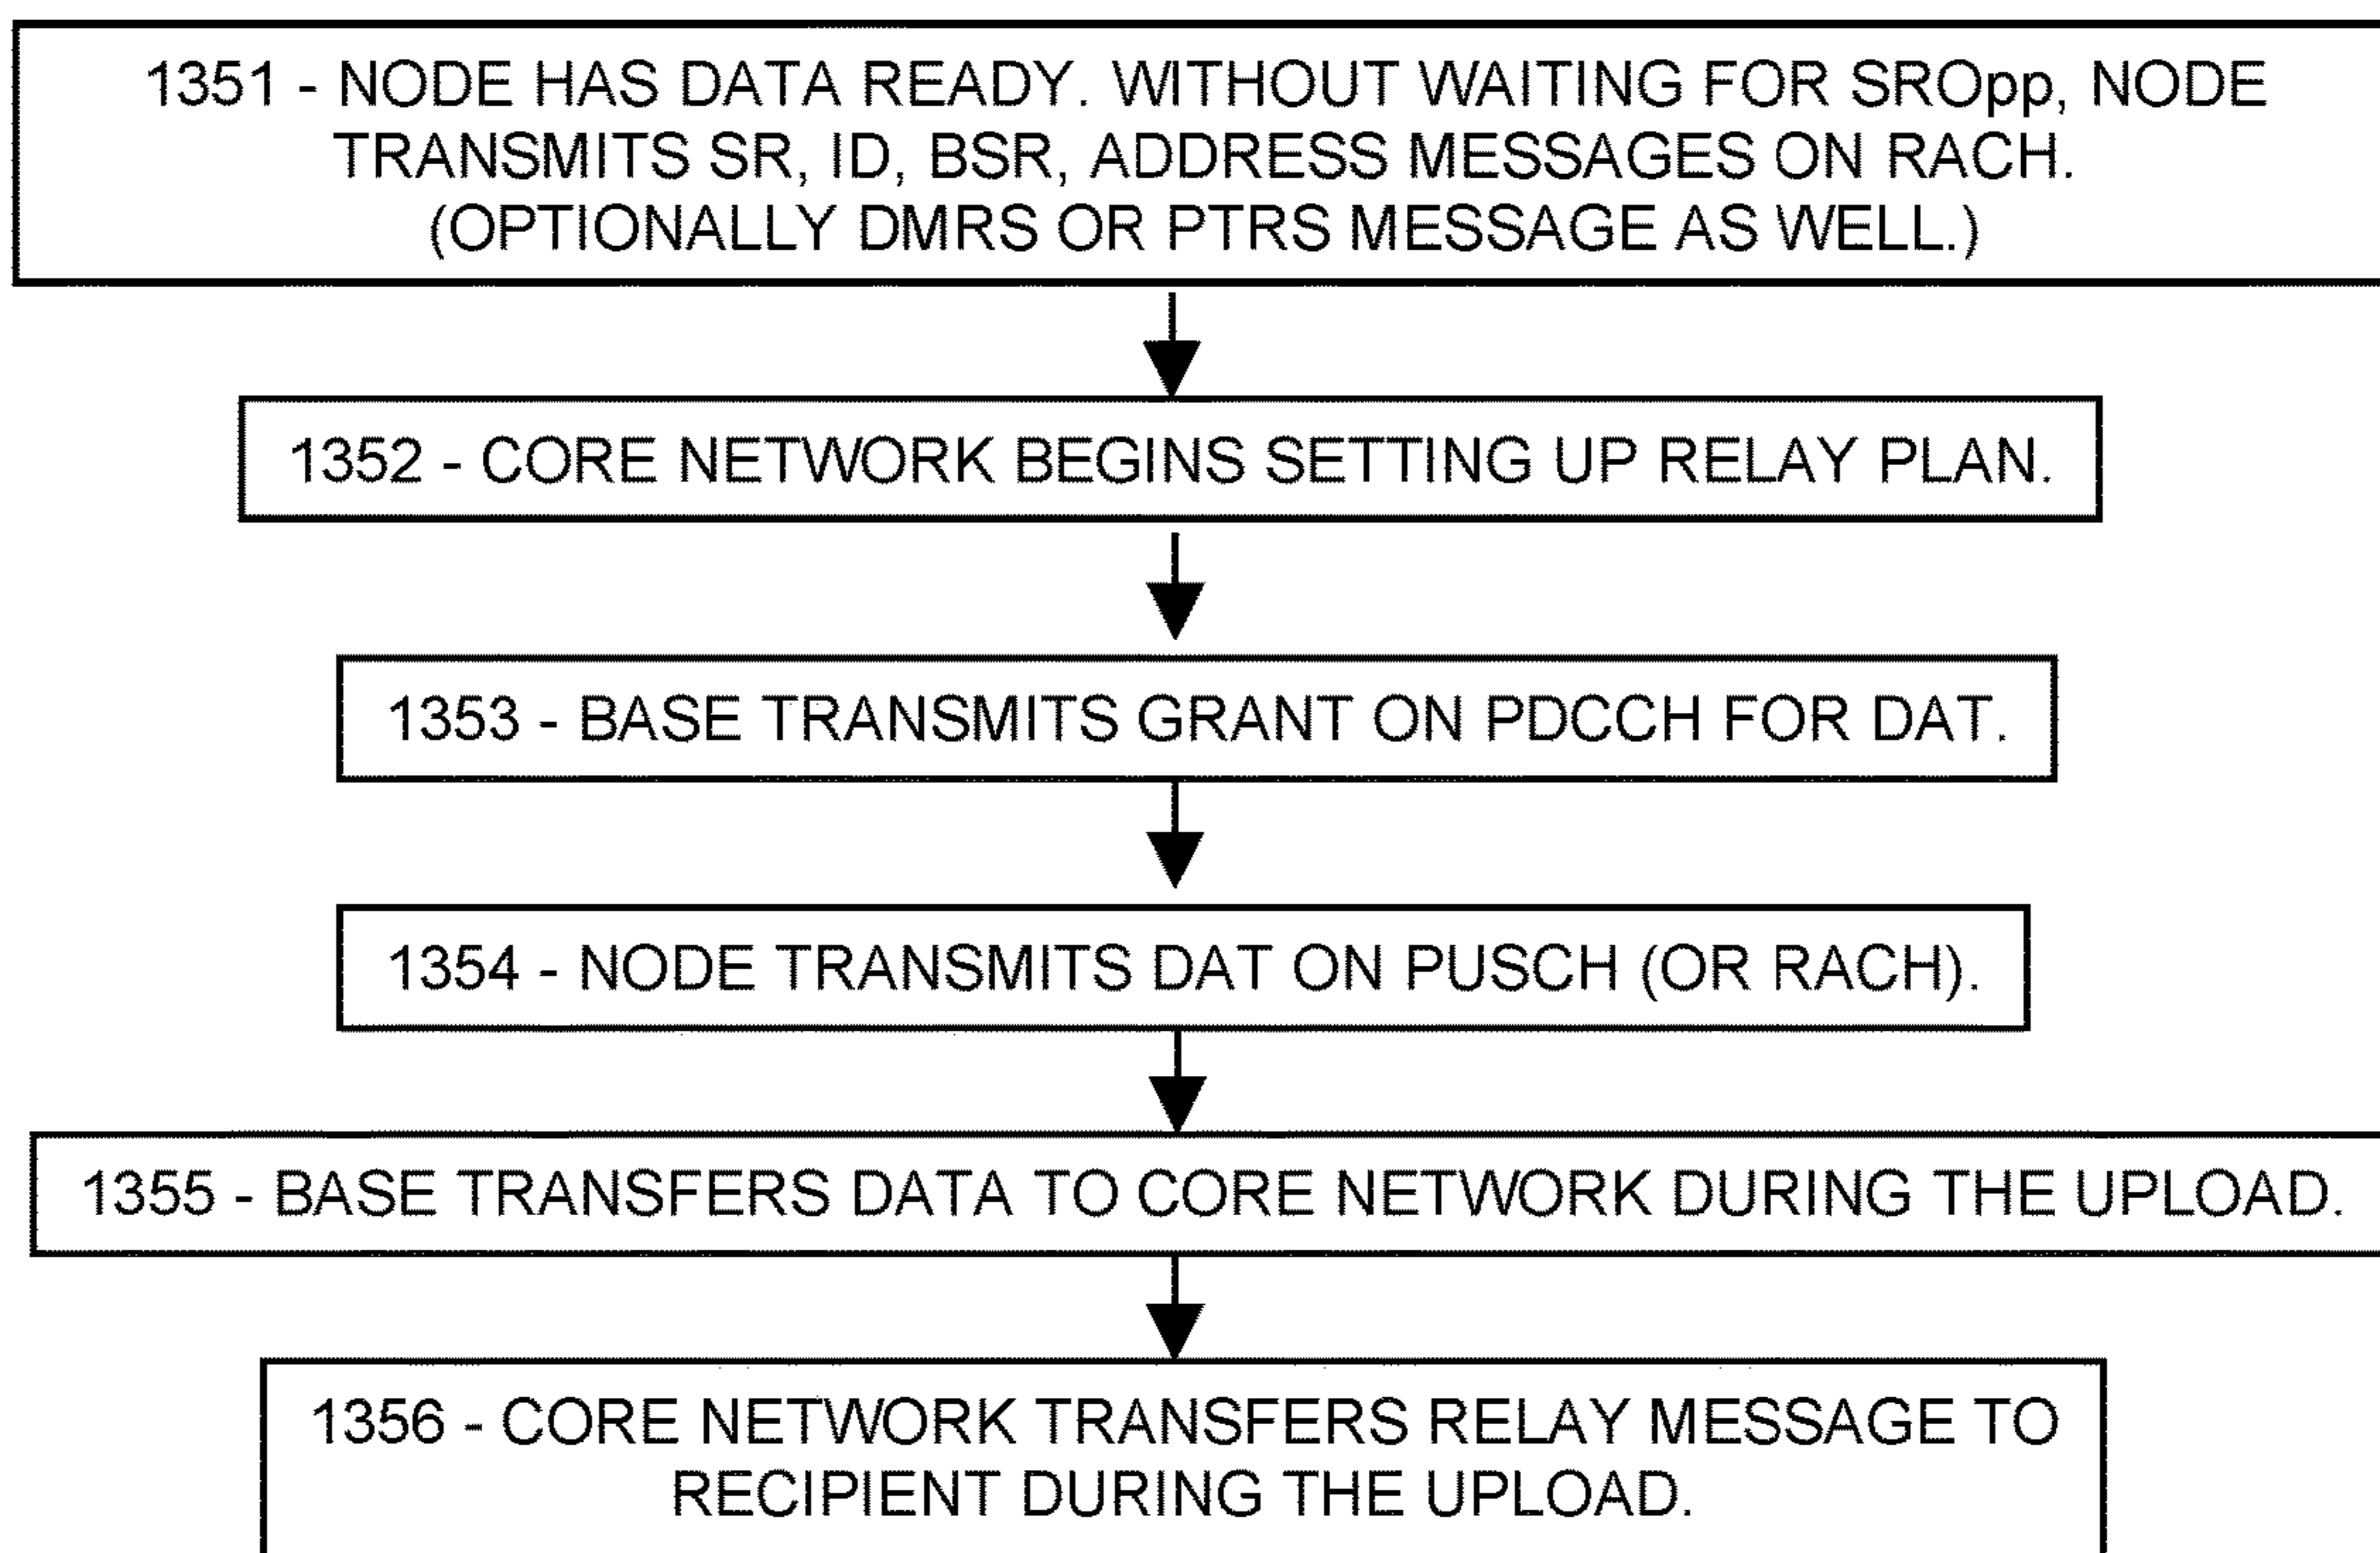 1351 - NODE HAS DATA READY. WITHOUT WAITING FOR SROpp, NODE
TRANSMITS SR, ID, BSR, ADDRESS MESSAGES ON RACH.
(OPTIONALLY DMRS OR PTRS MESSAGE AS WELL.)
1352 - CORE NETWORK BEGINS SETTING UP RELAY PLAN.
1353 - BASE TRANSMITS GRANT ON PDCCH FOR DAT.
1354 - NODE TRANSMITS DAT ON PUSCH (OR RACH).
1355 - BASE TRANSFERS DATA TO CORE NETWORK DURING THE UPLOAD.
1356 - CORE NETWORK TRANSFERS RELAY MESSAGE TO
RECIPIENT DURING THE UPLOAD.